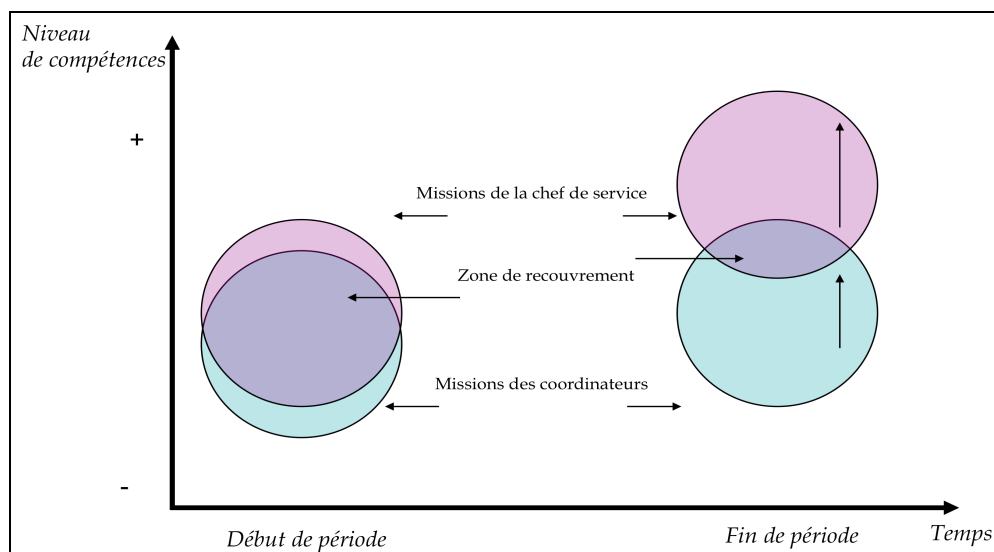 Niveau
de compétences
+
Missions de la chef de service
Zone de recouvrement
Missions des coordinateurs
-
Début de période
Fin de période
Temps